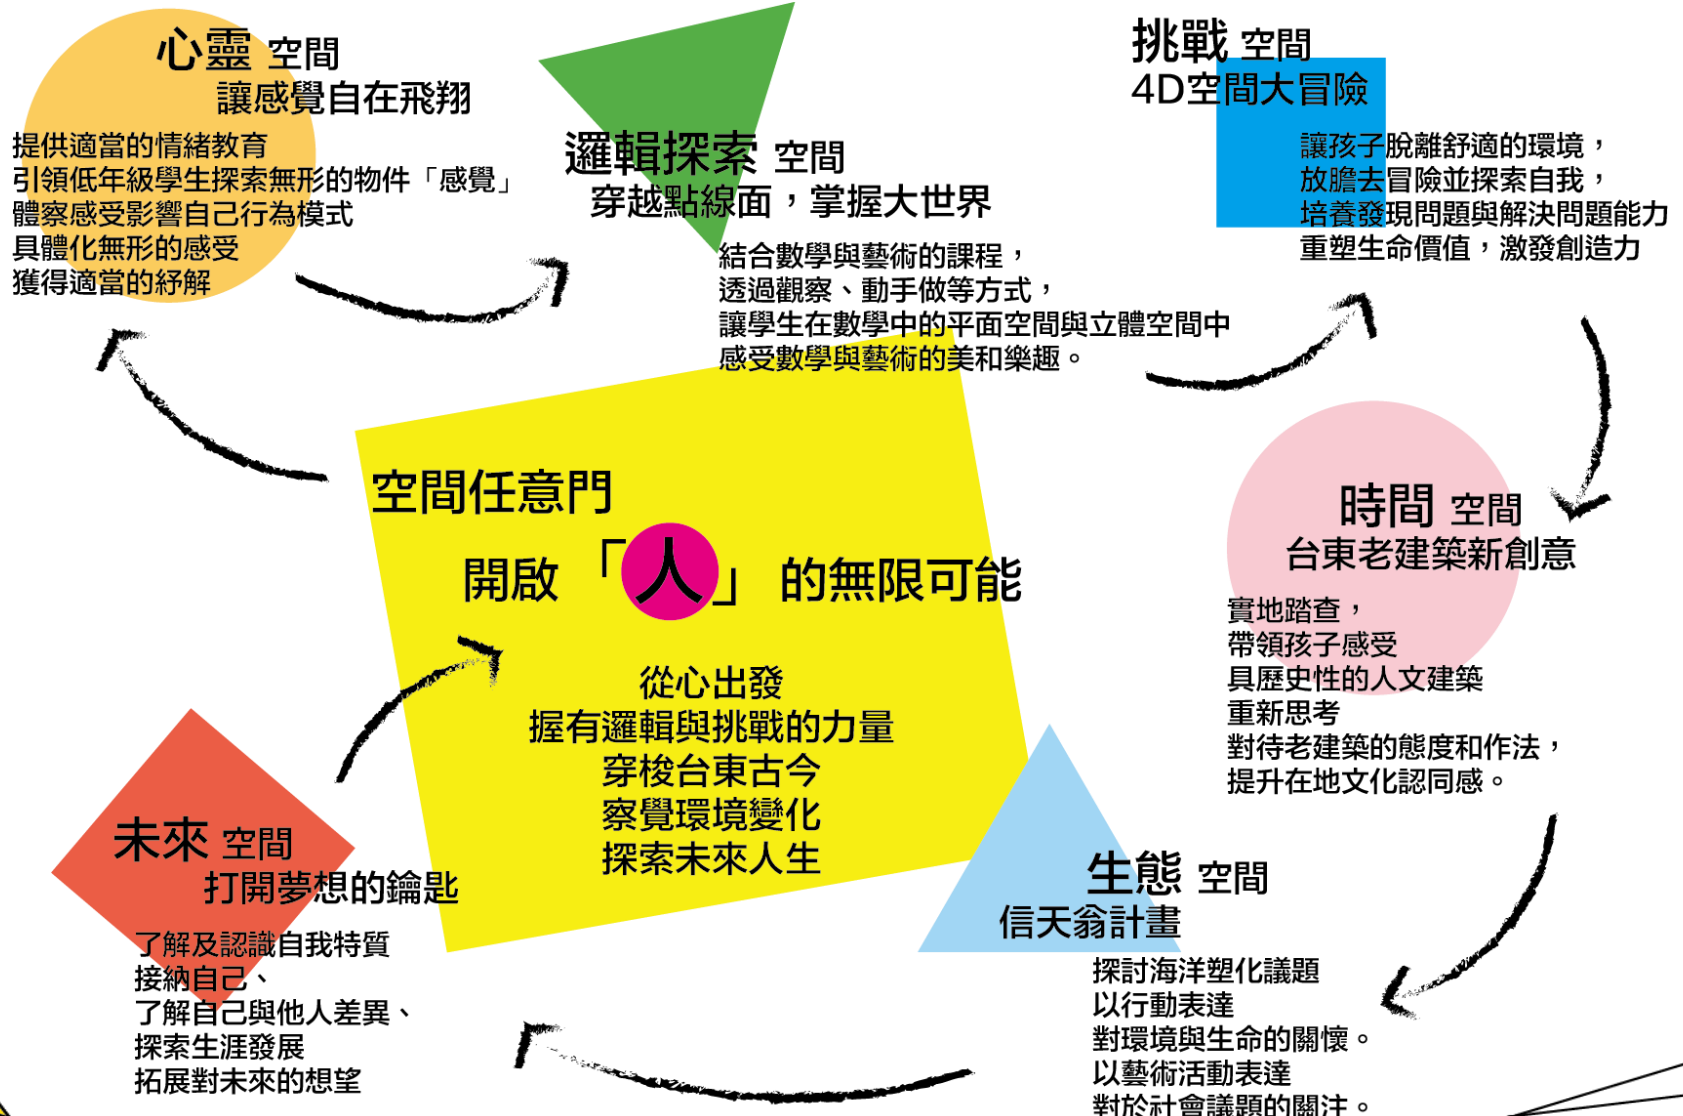 心靈 空間
讓感覺自在飛翔
提供適當的情緒教育
引領低年級學生探索無形的物件「感覺」
體察感受影響自己行為模式
具體化無形的感受
獲得適當的紓解
邏輯探索 空間
穿越點線面，掌握大世界
結合數學與藝術的課程，
透過觀察、動手做等方式，
讓學生在數學中的平面空間與立體空間中
感受數學與藝術的美和樂趣。
挑戰 空間
4D空間大冒險
讓孩子脫離舒適的環境，
放膽去冒險並探索自我，
培養發現問題與解決問題能力
重塑生命價值，激發創造力
時間 空間
台東老建築新創意
實地踏查，
帶領孩子感受
具歷史性的人文建築
重新思考
對待老建築的態度和作法，
提升在地文化認同感。
生態 空間
信天翁計畫
探討海洋塑化議題
以行動表達
對環境與生命的關懷。
以藝術活動表達
對於社會議題的關注。
未來 空間
打開夢想的鑰匙
了解及認識自我特質
接納自己、
了解自己與他人差異、
探索生涯發展
拓展對未來的想望
空間任意門
開啟「人」的無限可能
從心出發
握有邏輯與挑戰的力量
穿梭台東古今
察覺環境變化
探索未來人生